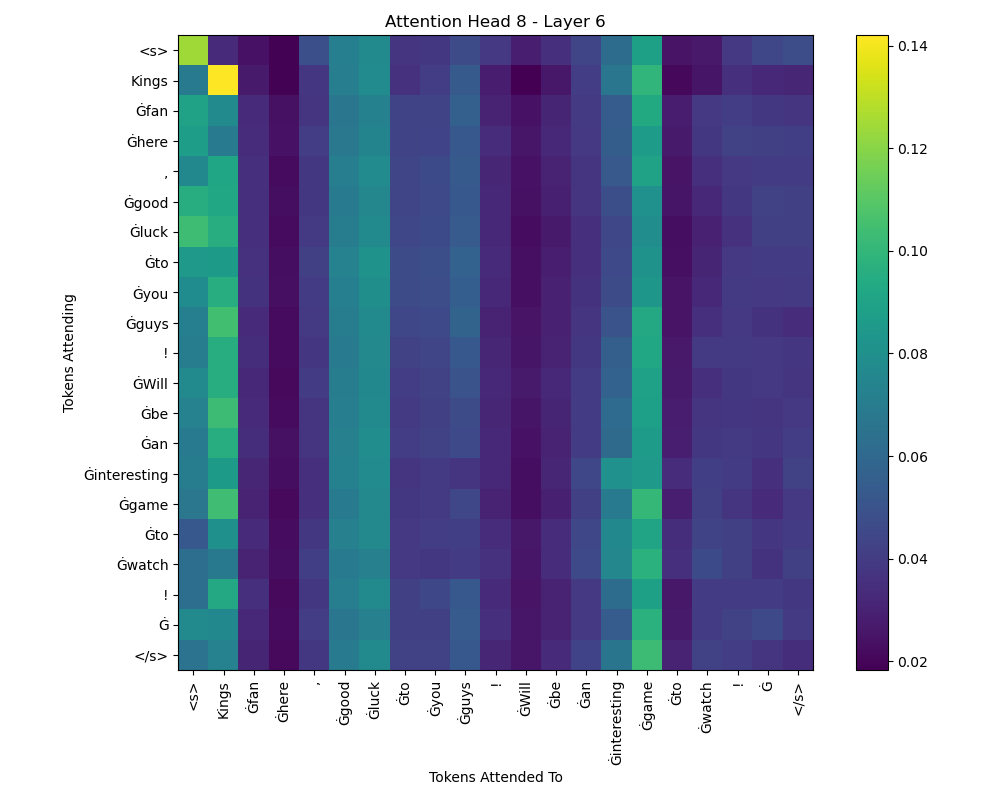 Attention Head 8 - Layer 6
<s>
Kings
Ġfan
Ġhere
,
Ġgood
Ġluck
Ġto
Ġyou
Ġguys
!
ĠWill
Ġbe
Ġan
Ġinteresting
Ġgame
Ġto
Ġwatch
!
Ġ
</s>
Tokens Attending
<s>
Kings
Ġfan
Ġhere
,
Ġgood
Ġluck
Ġto
Ġyou
Ġguys
!
ĠWill
Ġbe
Ġan
Ġinteresting
Ġgame
Ġto
Ġwatch
!
Ġ
</s>
Tokens Attended To
0.14
0.12
0.10
0.08
0.06
0.04
0.02